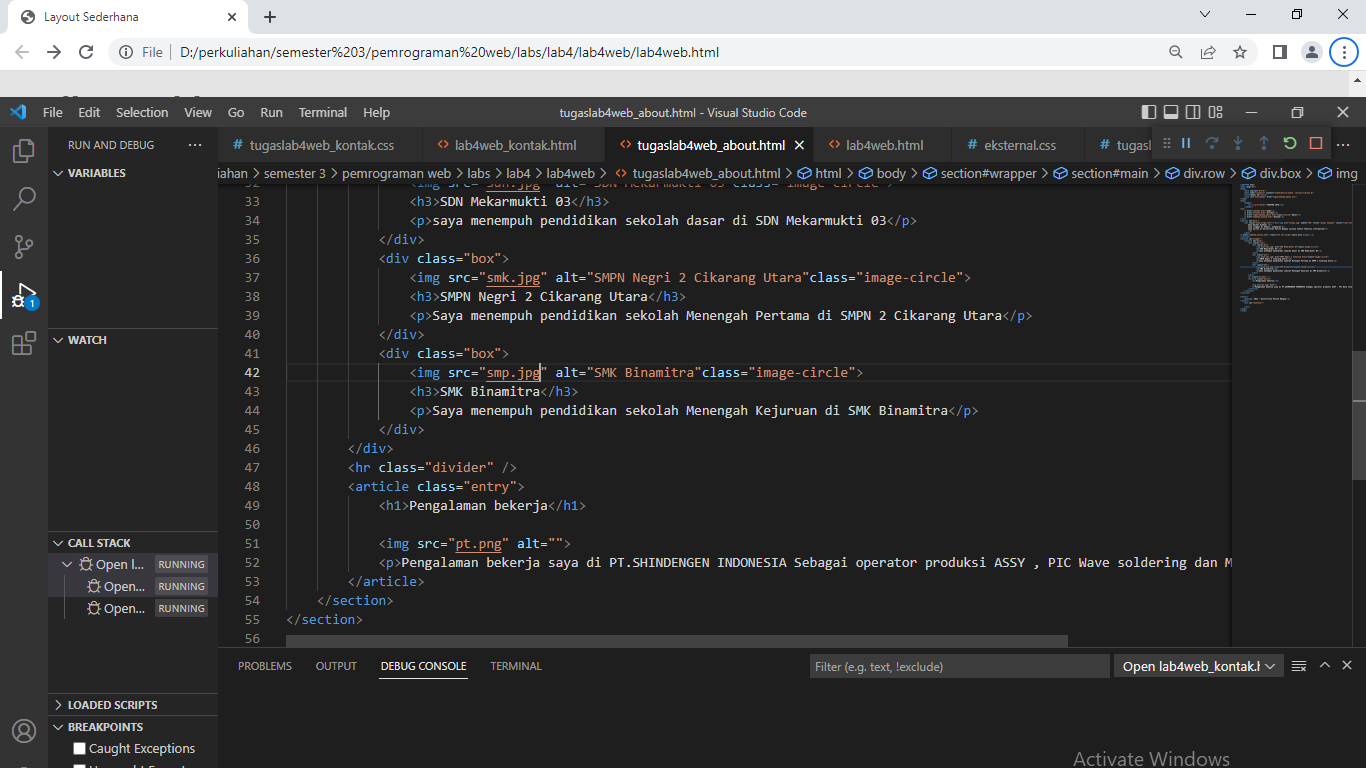 Layout Sederhana
File D:/perkuliahan/semester%203/pemrograman%20web/labs/lab4/lab4web/lab4web.html
File Edit Selection View Go Run Terminal Help
tugaslab4web_about.html - Visual Studio Code
RUN AND DEBUG
# tugaslab4web_kontak.css <> lab4web_kontak.html <> tugaslab4web_about.html <> lab4web.html # eksternal.css # tugasl
iahan > semester 3 > pemrograman web > labs > lab4 > lab4web > <> tugaslab4web_about.html > html > body > section#wrapper > section#main > div.row > div.box > img
VARIABLES
32 <img src="sdn.jpg" alt="SDN Mekarmukti 03"class="image-circle">
33 <h3>SDN Mekarmukti 03</h3>
34 <p>saya menempuh pendidikan sekolah dasar di SDN Mekarmukti 03</p>
35 </div>
36 <div class="box">
37 <img src="smk.jpg" alt="SMPN Negri 2 Cikarang Utara"class="image-circle">
38 <h3>SMPN Negri 2 Cikarang Utara</h3>
39 <p>Saya menempuh pendidikan sekolah Menengah Pertama di SMPN 2 Cikarang Utara</p>
40 </div>
41 <div class="box">
42 <img src="smp.jpg" alt="SMK Binamitra"class="image-circle">
43 <h3>SMK Binamitra</h3>
44 <p>Saya menempuh pendidikan sekolah Menengah Kejuruan di SMK Binamitra</p>
45 </div>
46 </div>
47 <hr class="divider" />
48 <article class="entry">
49 <h1>Pengalaman bekerja</h1>
50
51 <img src="pt.png" alt="">
52 <p>Pengalaman bekerja saya di PT.SHINDENGEN INDONESIA Sebagai operator produksi ASSY , PIC Wave soldering dan M
53 </article>
54 </section>
55 </section>
56
WATCH
CALL STACK
Open l... RUNNING
Open... RUNNING
Open... RUNNING
LOADED SCRIPTS
BREAKPOINTS
Caught Exceptions
1
PROBLEMS OUTPUT DEBUG CONSOLE TERMINAL
Filter (e.g. text, !exclude)
Open lab4web_kontak.h
Activate Windows